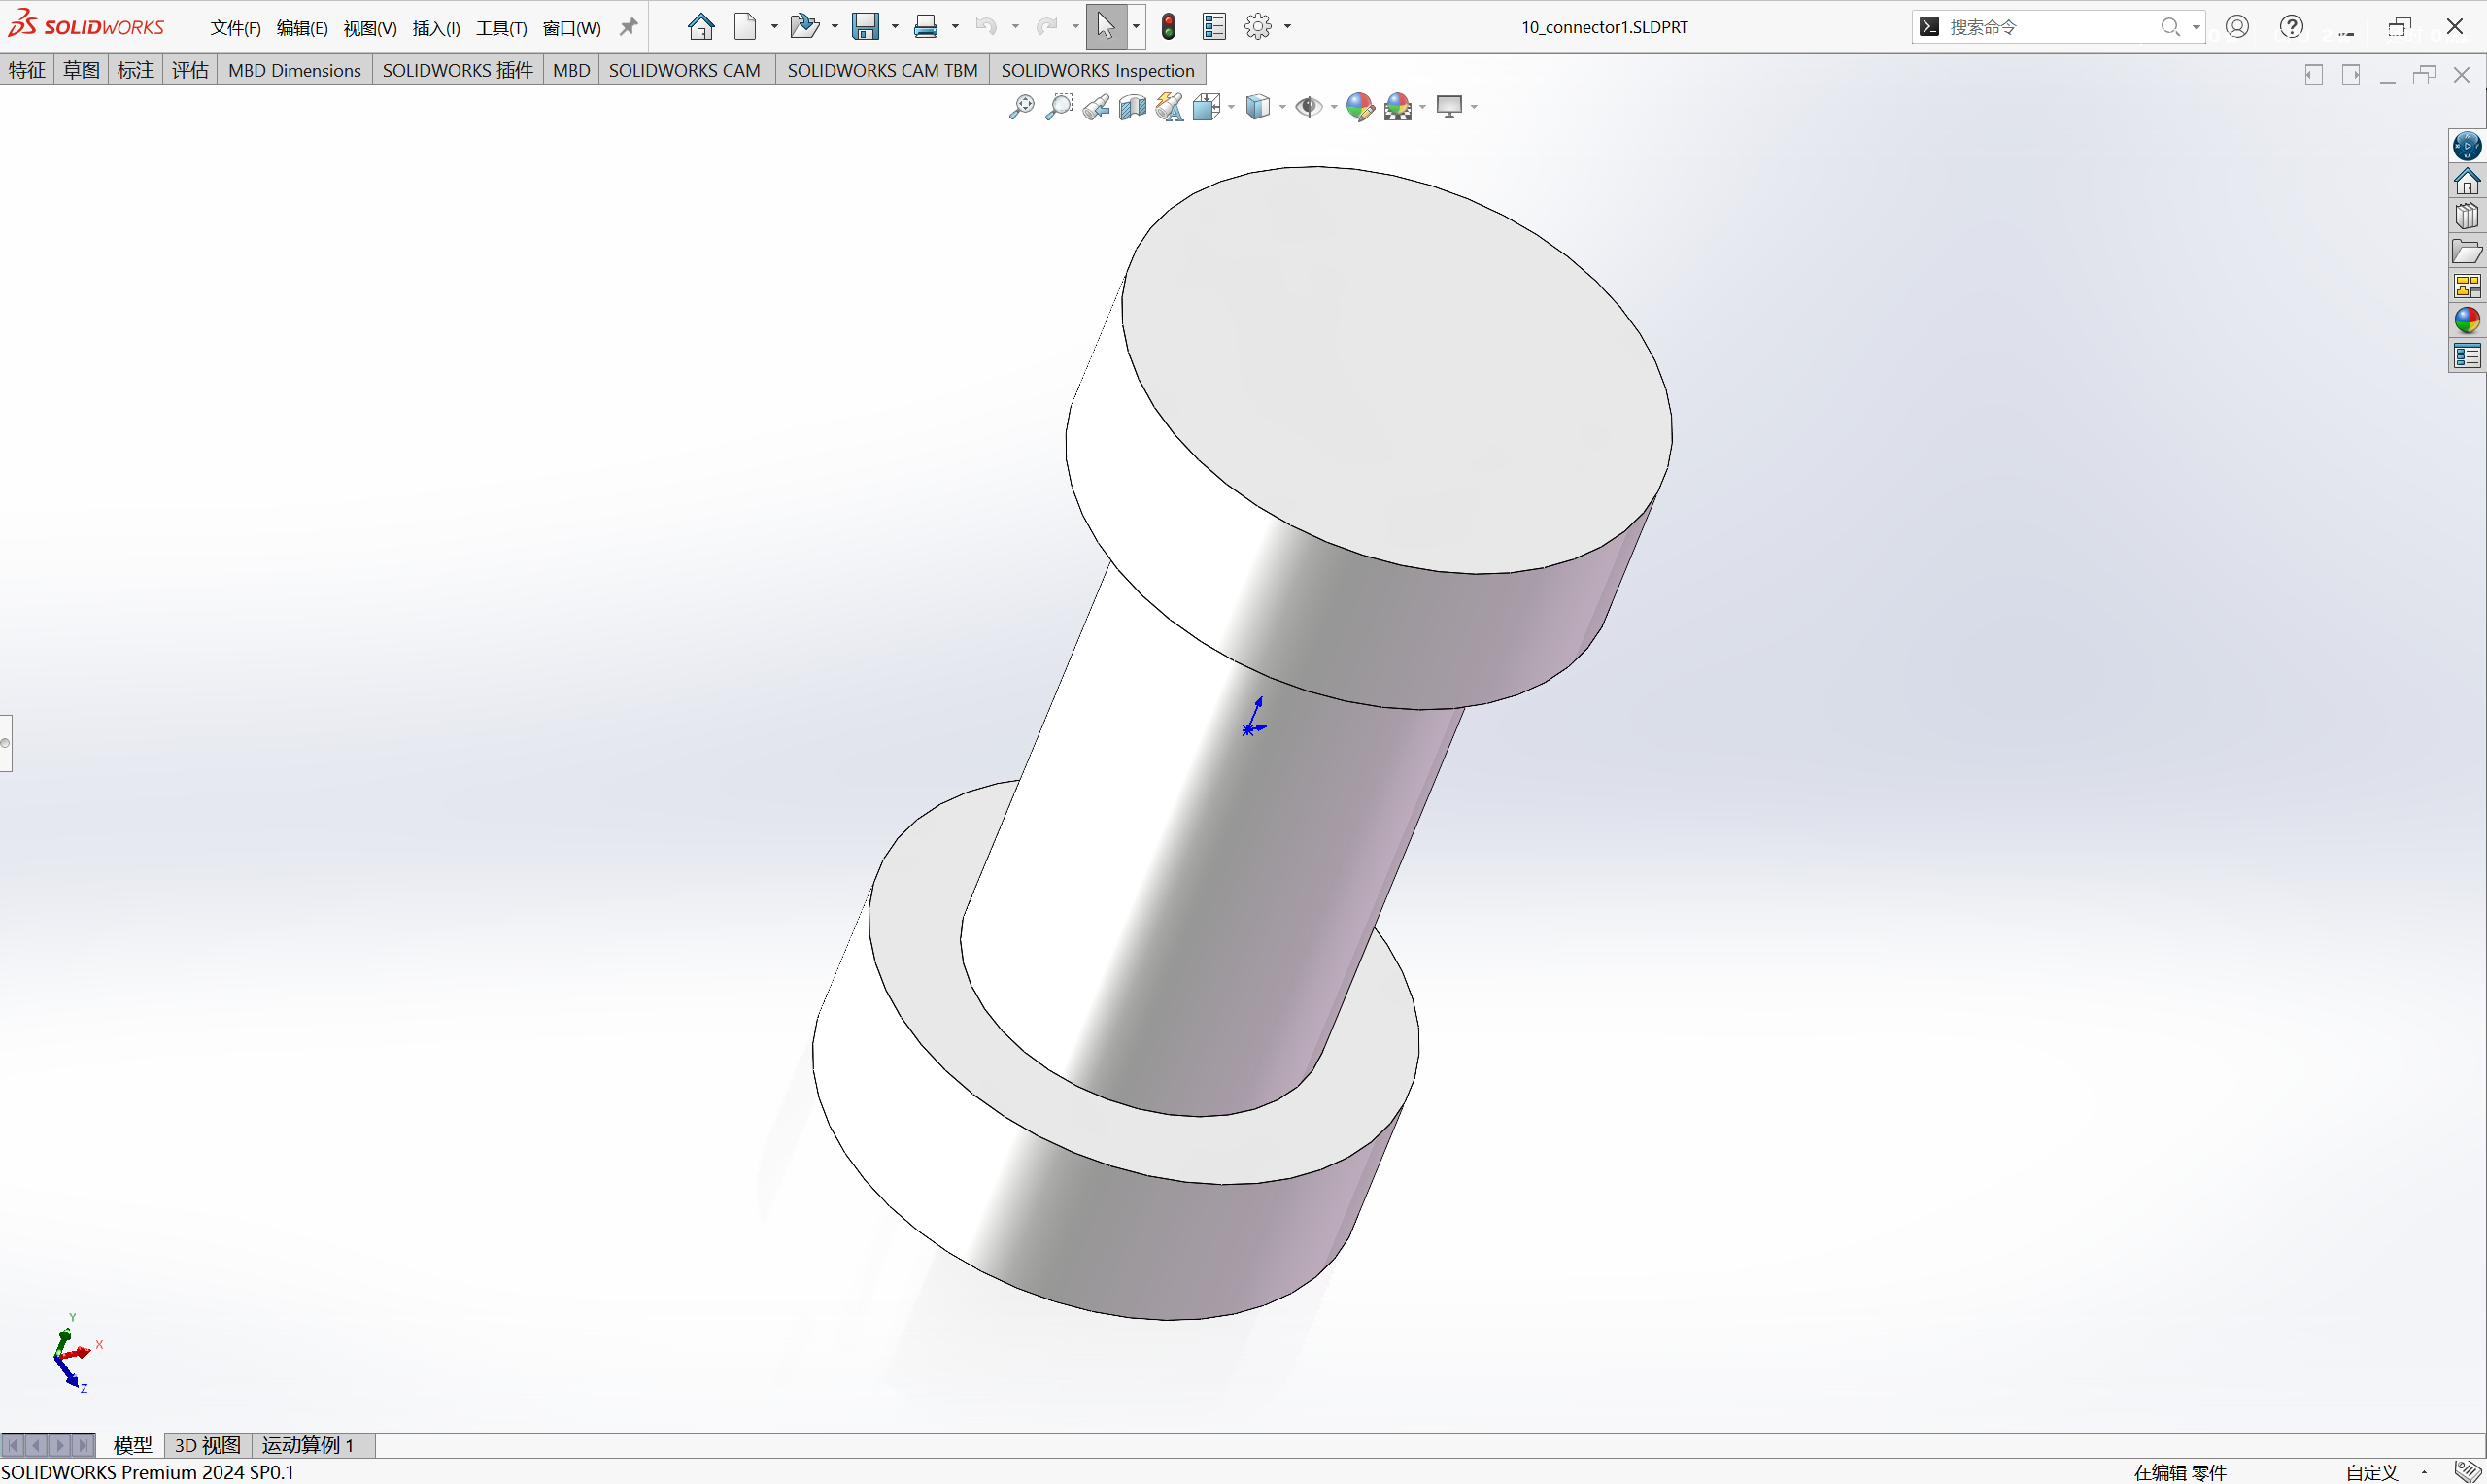 SOLIDWORKS 文件(F) 编辑(E) 视图(V) 插入(I) 工具(T) 窗口(W) 10_connector1.SLDPRT 搜索命令
特征 草图 标注 评估 MBD Dimensions SOLIDWORKS 插件 MBD SOLIDWORKS CAM SOLIDWORKS CAM TBM SOLIDWORKS Inspection
Y
X
Z
模型 3D 视图 运动算例 1
SOLIDWORKS Premium 2024 SP0.1 在编辑 零件 自定义